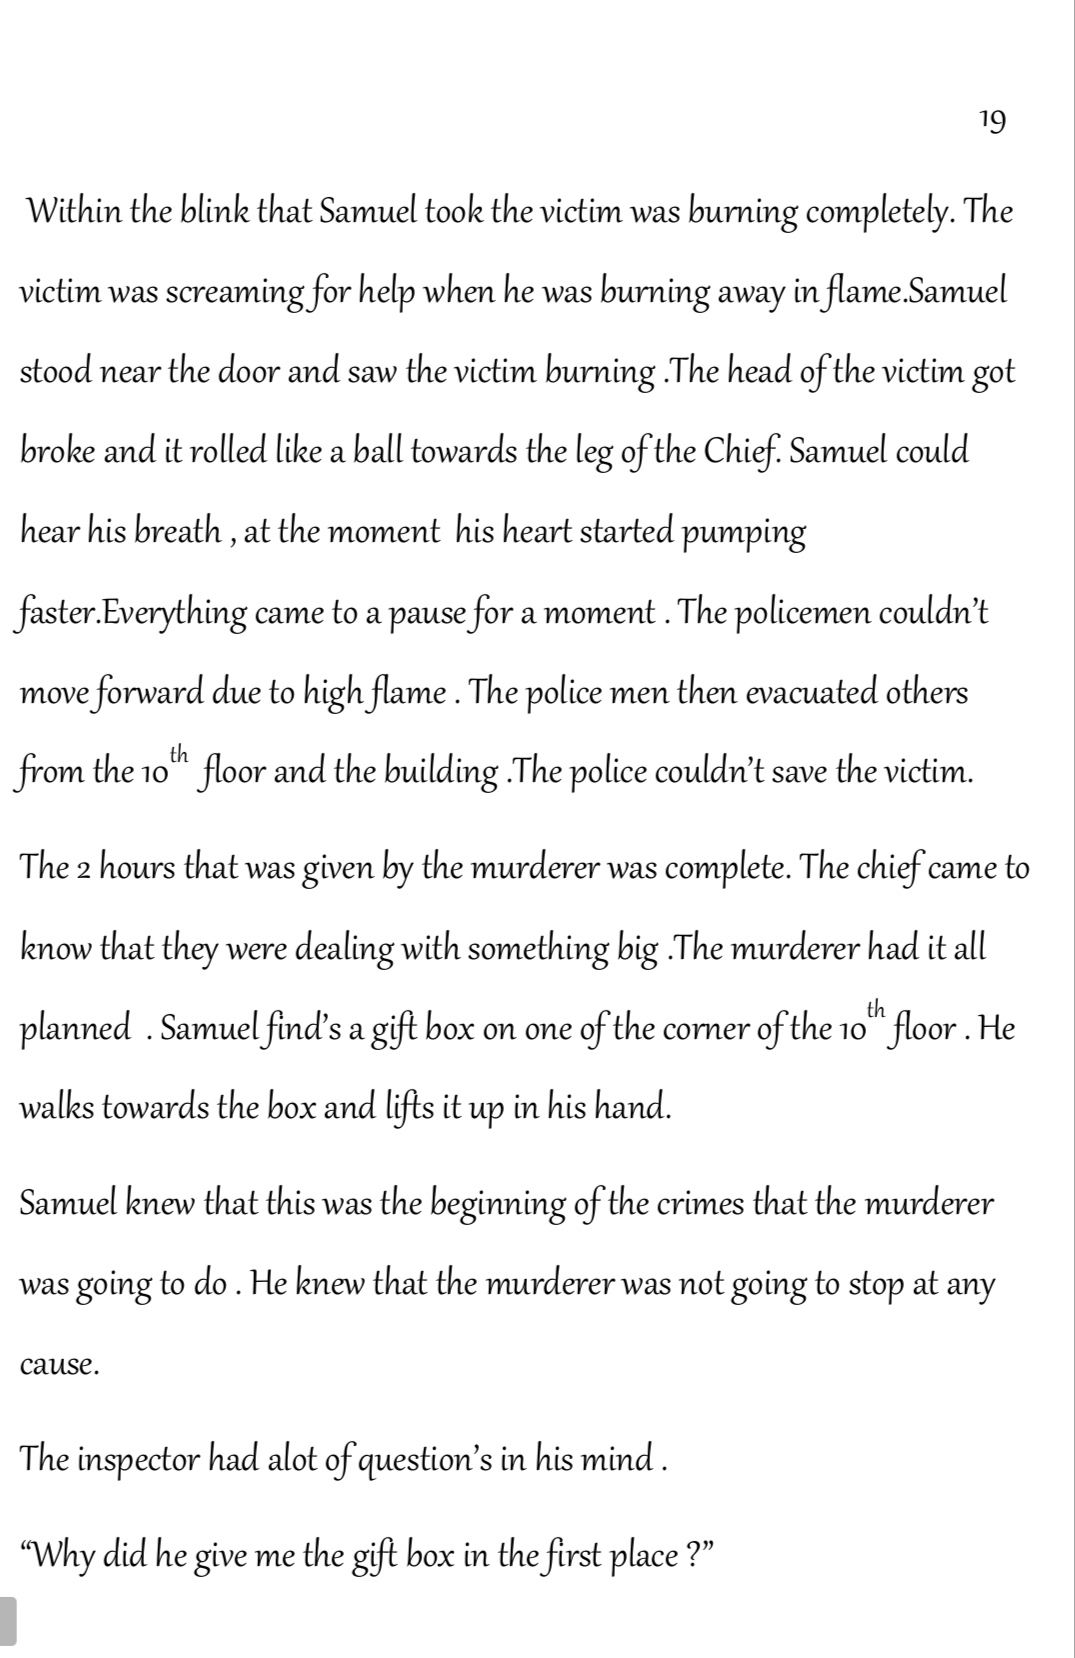 19
Within the blink that Samuel took the victim was burning completely. The
victim was screaming for help when he was burning away in flame.Samuel
stood near the door and saw the victim burning .The head of the victim got
broke and it rolled like a ball towards the leg of the Chief. Samuel could
hear his breath , at the moment  his heart started pumping
faster.Everything came to a pause for a moment . The policemen couldn’t
move forward due to high flame . The police men then evacuated others
from the 10th floor and the building .The police couldn’t save the victim.
The 2 hours that was given by the murderer was complete. The chief came to
know that they were dealing with something big .The murderer had it all
planned  . Samuel find’s a gift box on one of the corner of the 10th floor . He
walks towards the box and lifts it up in his hand.
Samuel knew that this was the beginning of the crimes that the murderer
was going to do . He knew that the murderer was not going to stop at any
cause.
The inspector had alot of question’s in his mind .
“Why did he give me the gift box in the first place ?”